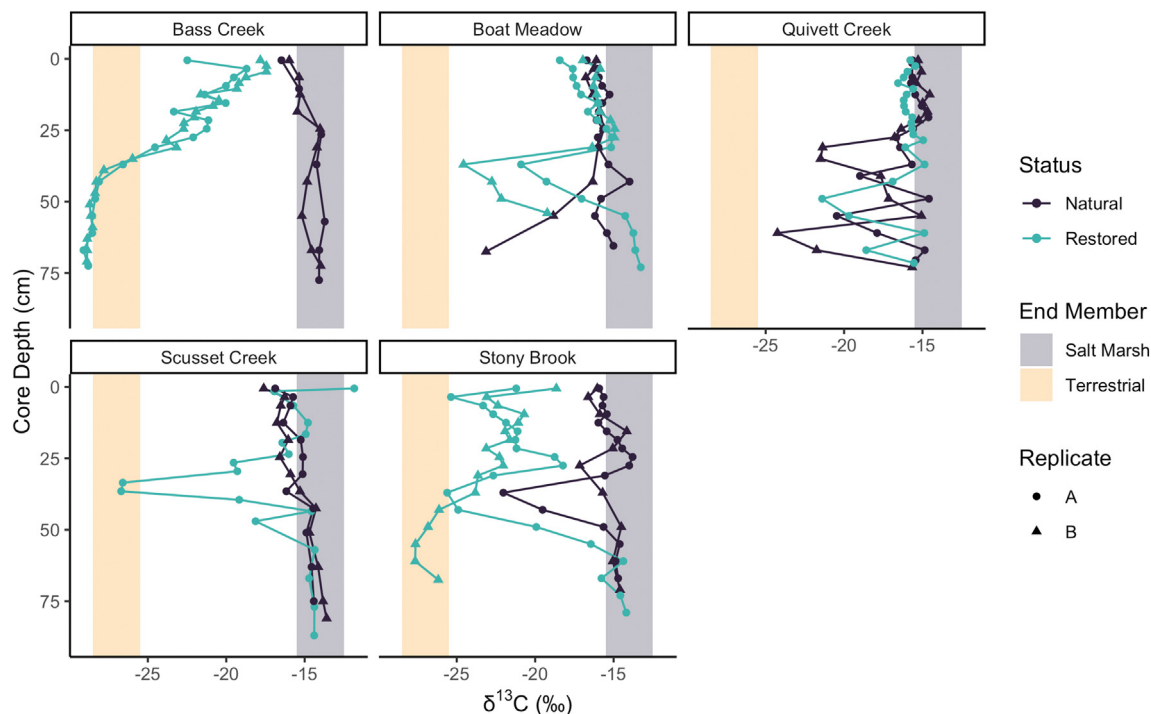 Bass Creek
Boat Meadow
Quivett Creek
0
25
50
75
-25 -20 -15
Scusset Creek
Stony Brook
0
25
50
75
-25 -20 -15
-25 -20 -15
Core Depth (cm)
δ¹³C (‰)
Status
Natural
Restored
End Member
Salt Marsh
Terrestrial
Replicate
A
B